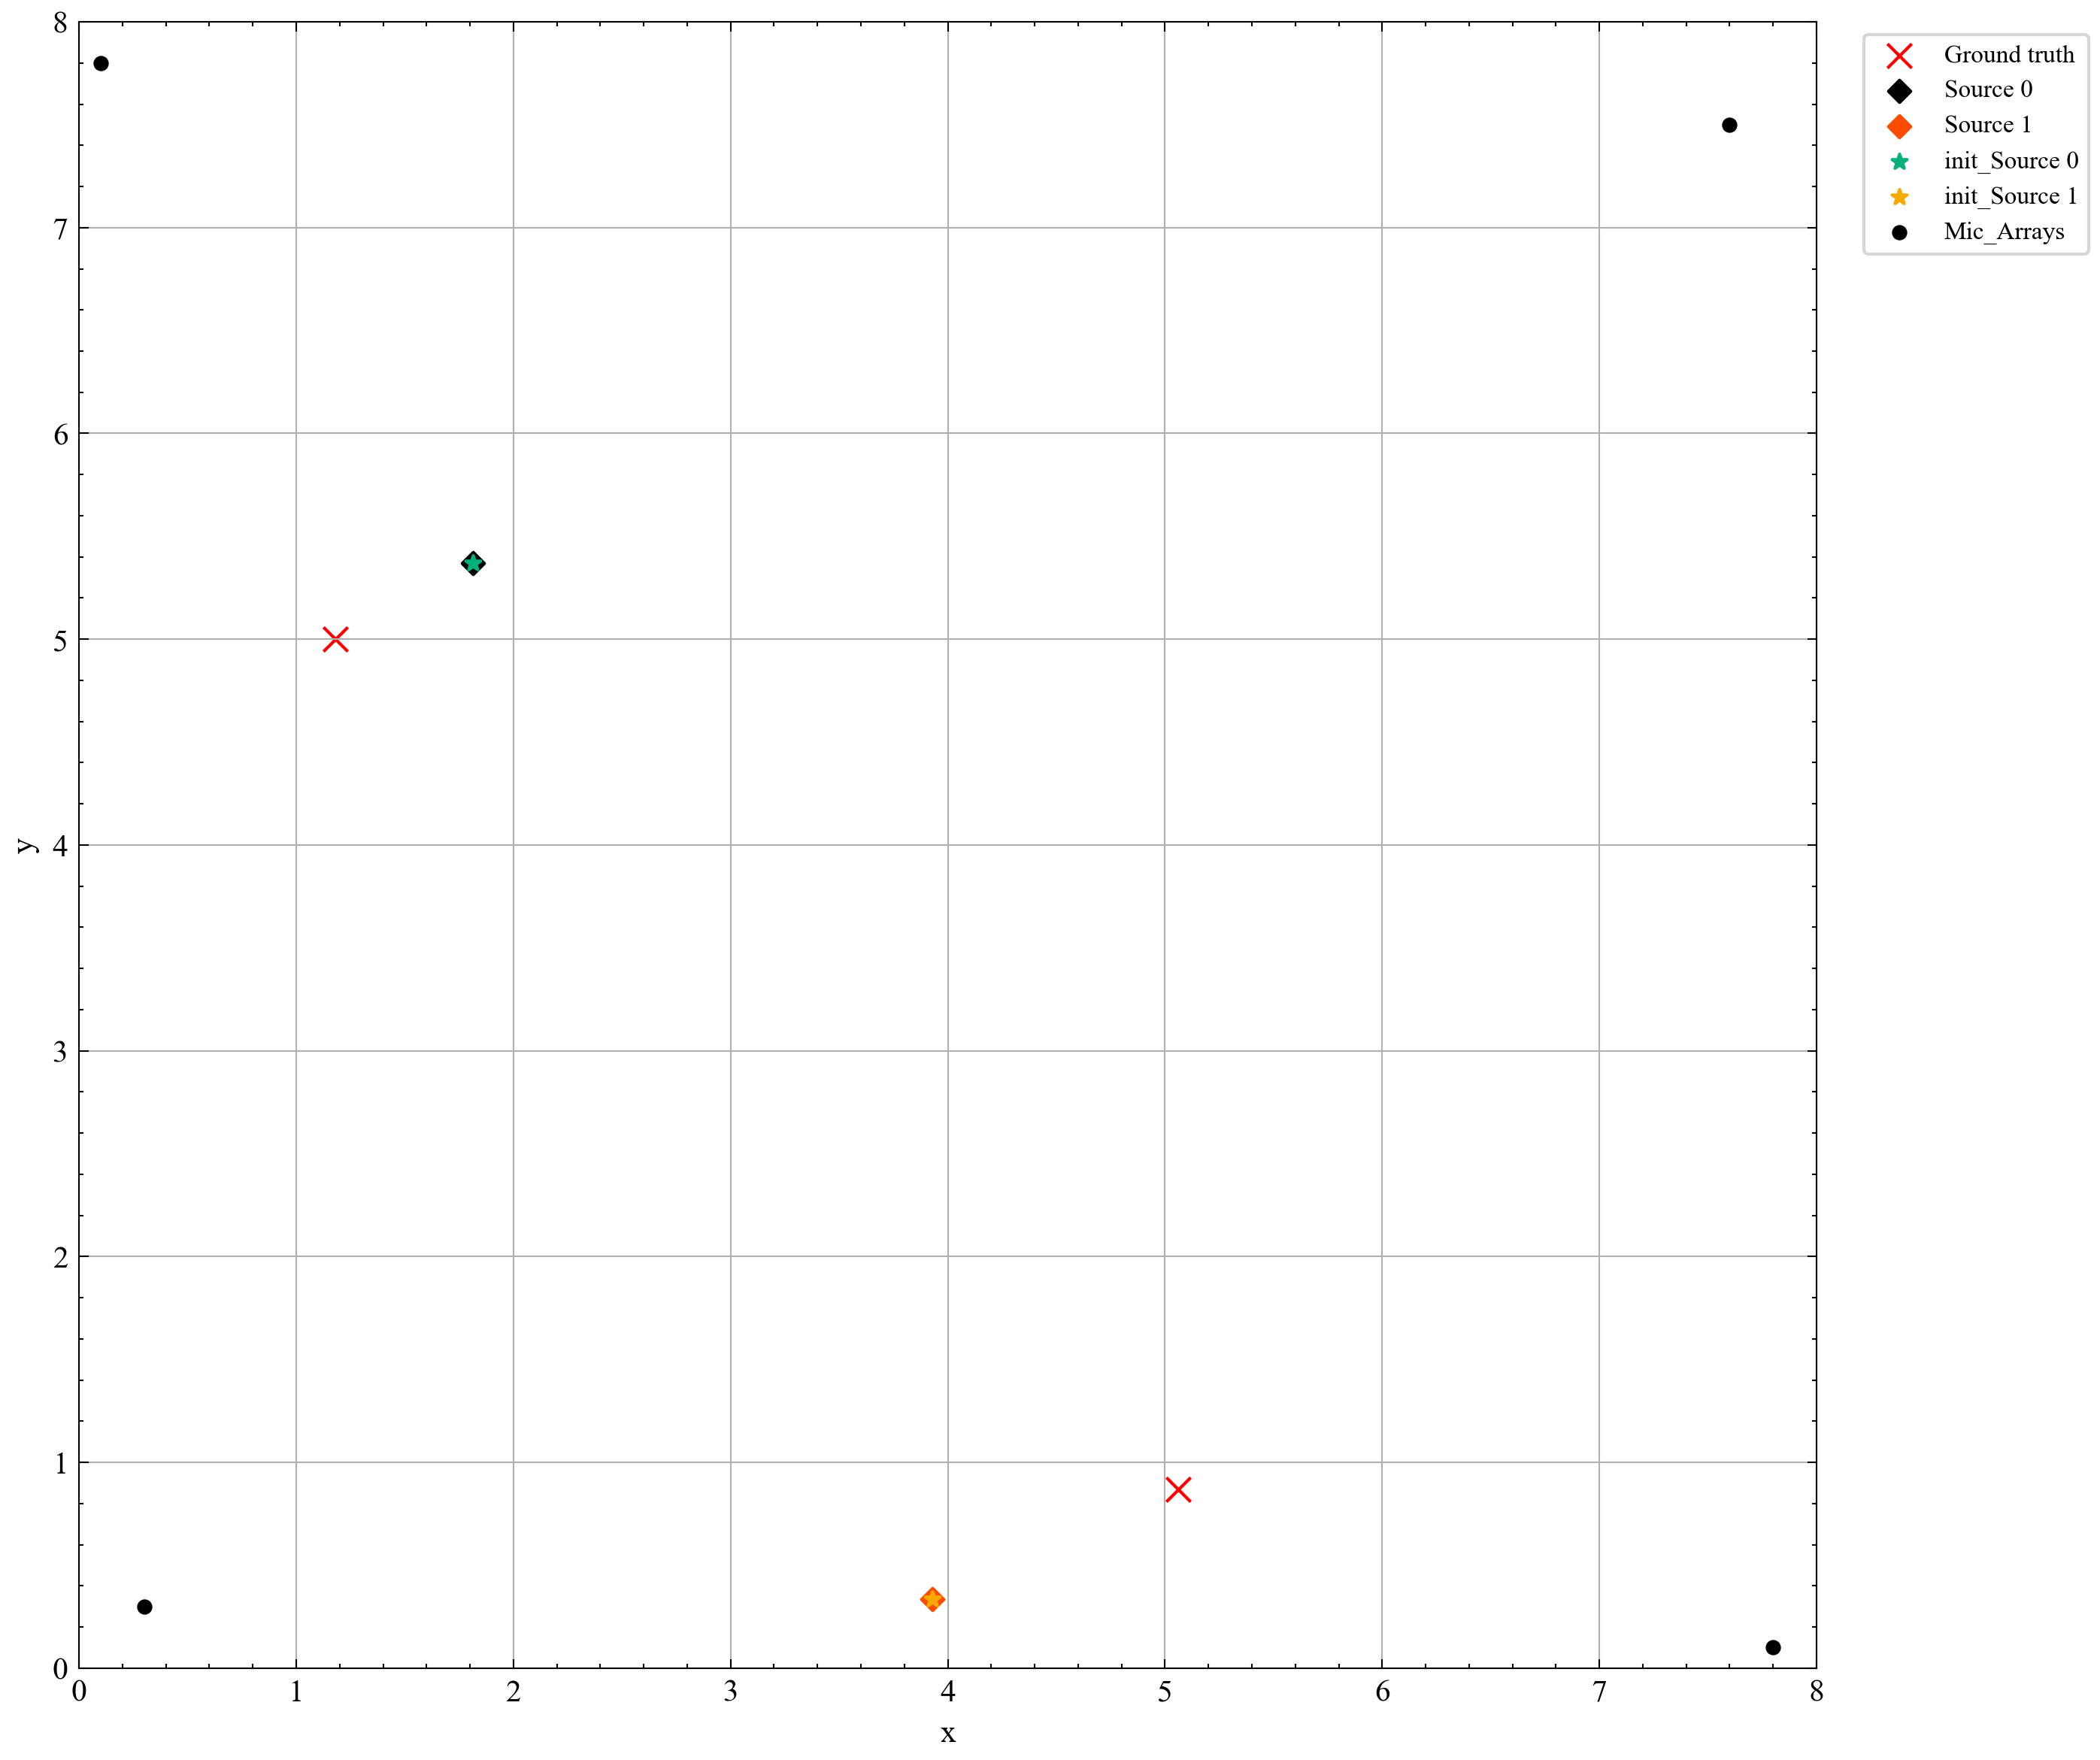 8
7
6
5
4
3
2
1
0
y
0 1 2 3 4 5 6 7 8
x
Ground truth
Source 0
Source 1
init_Source 0
init_Source 1
Mic_Arrays